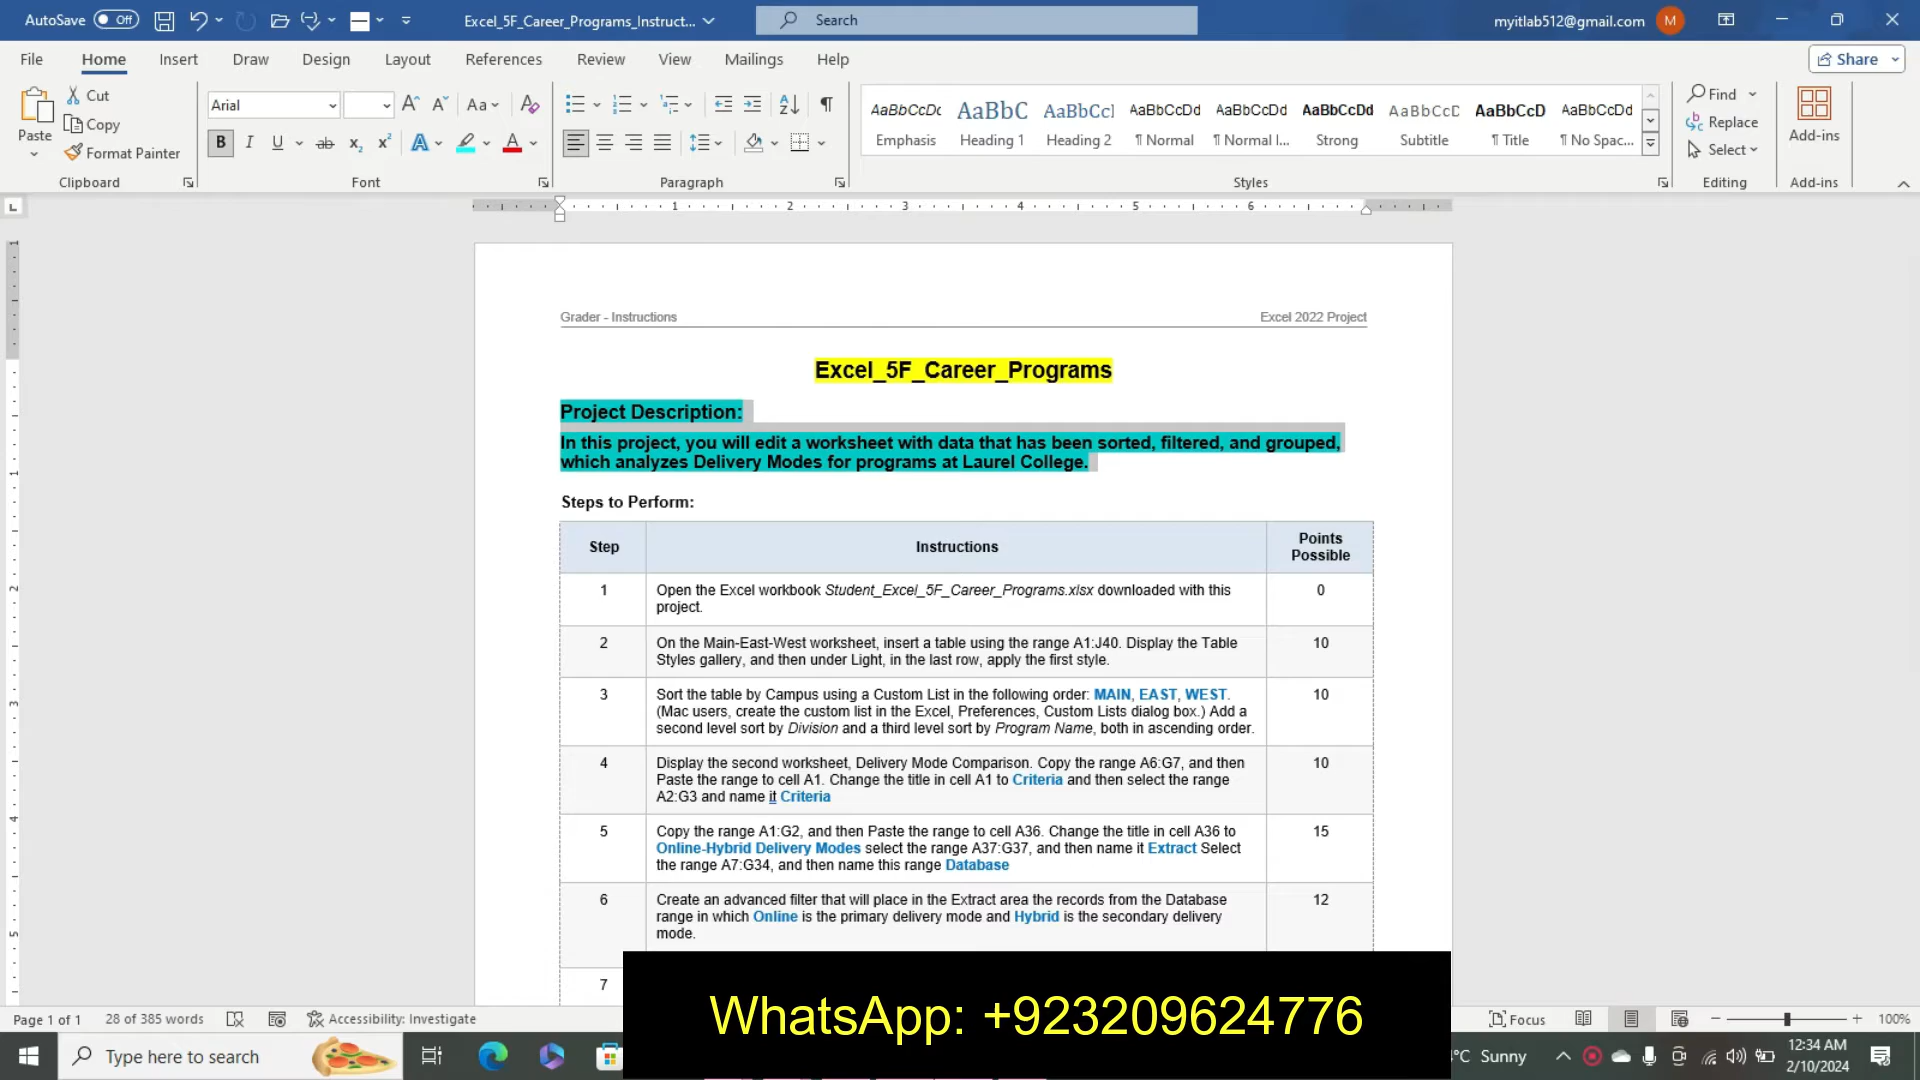 AutoSave Off Excel_5F_Career_Programs_Instruct... Search myitlab512@gmail.com M
File Home Insert Draw Design Layout References Review View Mailings Help Share
Paste Cut Copy Format Painter Clipboard
Arial Aa Font
B I U ab x₂ x² A A
Paragraph
AaBbCcDc AaBbC AaBbCcl AaBbCcDd AaBbCcDd AaBbCcDd AaBbCcC AaBbCcD AaBbCcDd
Emphasis Heading 1 Heading 2 ¶ Normal ¶ Normal I... Strong Subtitle ¶ Title ¶ No Spac...
Styles
Find Replace Select Editing
Add-ins Add-ins
1 2 3 4 5 6
Grader - Instructions Excel 2022 Project
Excel_5F_Career_Programs
Project Description:
In this project, you will edit a worksheet with data that has been sorted, filtered, and grouped,
which analyzes Delivery Modes for programs at Laurel College.
Steps to Perform:
Step Instructions Points Possible
1 Open the Excel workbook Student_Excel_5F_Career_Programs.xlsx downloaded with this 0
project.
2 On the Main-East-West worksheet, insert a table using the range A1:J40. Display the Table 10
Styles gallery, and then under Light, in the last row, apply the first style.
3 Sort the table by Campus using a Custom List in the following order: MAIN, EAST, WEST. 10
(Mac users, create the custom list in the Excel, Preferences, Custom Lists dialog box.) Add a
second level sort by Division and a third level sort by Program Name, both in ascending order.
4 Display the second worksheet, Delivery Mode Comparison. Copy the range A6:G7, and then 10
Paste the range to cell A1. Change the title in cell A1 to Criteria and then select the range
A2:G3 and name it Criteria
5 Copy the range A1:G2, and then Paste the range to cell A36. Change the title in cell A36 to 15
Online-Hybrid Delivery Modes select the range A37:G37, and then name it Extract Select
the range A7:G34, and then name this range Database
6 Create an advanced filter that will place in the Extract area the records from the Database 12
range in which Online is the primary delivery mode and Hybrid is the secondary delivery
mode.
7
WhatsApp: +923209624776
Page 1 of 1 28 of 385 words Accessibility: Investigate Focus 100%
Type here to search °C Sunny 12:34 AM
2/10/2024